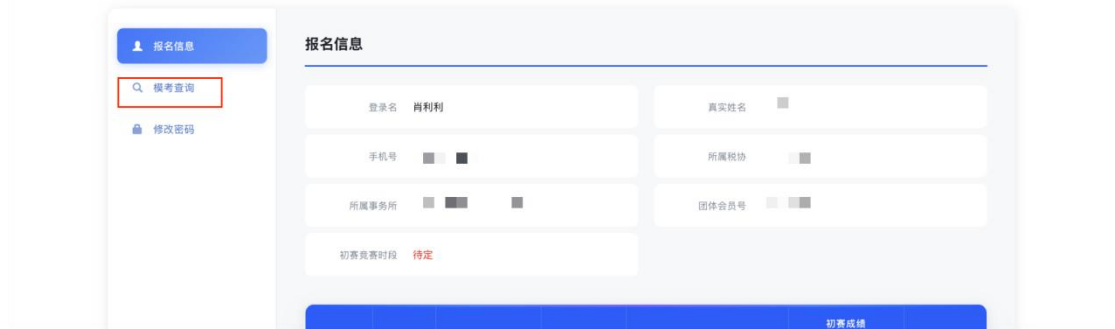 报名信息
报名信息
模考查询
登录名 肖利利 真实姓名
修改密码
手机号 所属税协
所属事务所 团体会员号
初赛竞赛时段 待定
初赛成绩